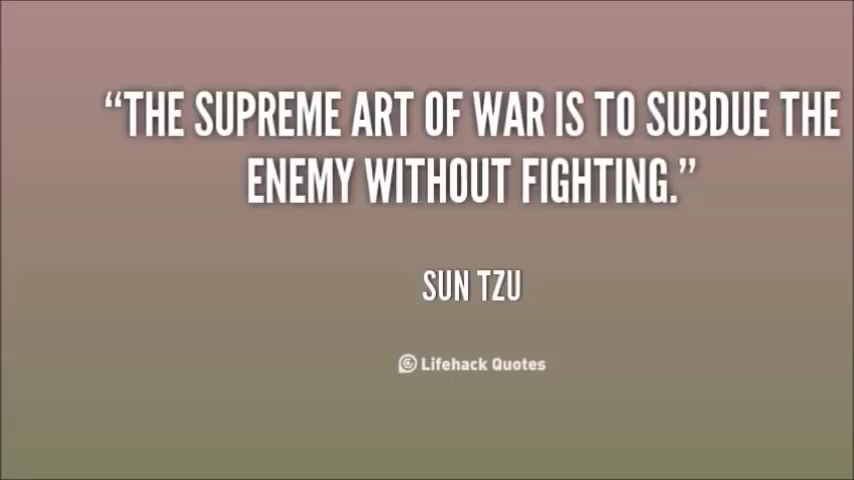 “THE SUPREME ART OF WAR IS TO SUBDUE THE
ENEMY WITHOUT FIGHTING.”
SUN TZU
Lifehack Quotes